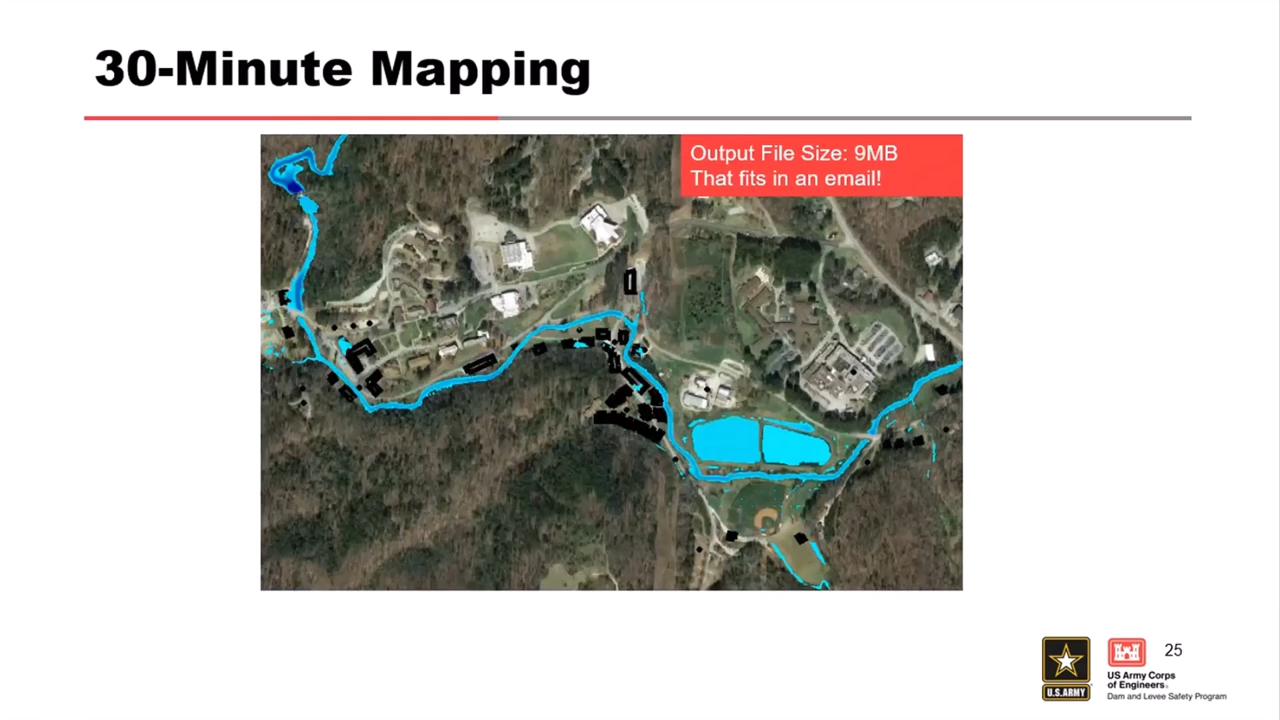 30-Minute Mapping
Output File Size: 9MB
That fits in an email!
25
U.S.ARMY
US Army Corps
of Engineers®
Dam and Levee Safety Program